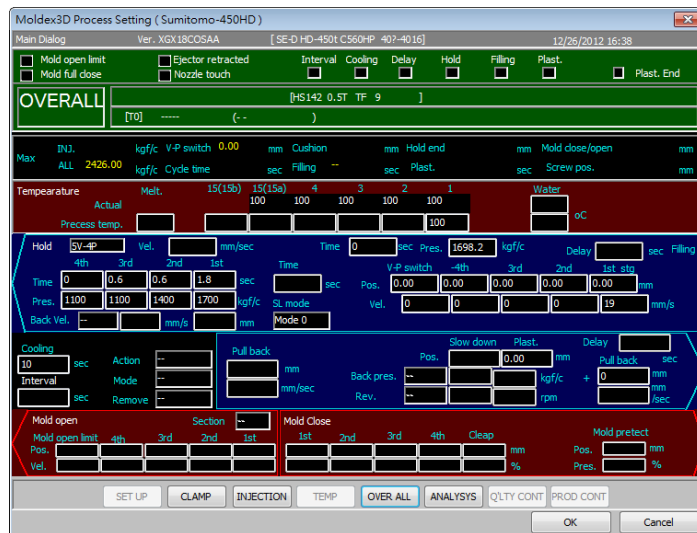 Moldex3D Process Setting ( Sumitomo-450HD )
Main Dialog Ver. XGX18COSAA [ SE-D HD-450t C560HP 40?-4016] 12/26/2012 16:38
Mold open limit Ejector retracted Interval Cooling Delay Hold Filling Plast.
Mold full close Nozzle touch Plast. End
OVERALL [HS142 0.5T TF 9 ]
[T0] ----- (-- )
INJ. kgf/c V-P switch 0.00 mm Cushion mm Hold end mm Mold close/open mm
Max ALL 2426.00 kgf/c Cycle time sec Filling -- sec Plast. sec Screw pos. mm
Tempearature Melt. 15(15b) 15(15a) 4 3 2 1 Water
Actual 100 100 100 100 100
Precess temp. 100 oC
Hold 5V-4P Vel. mm/sec Time 0 sec Pres. 1698.2 kgf/c Delay sec Filling
4th 3rd 2nd 1st Time V-P switch -4th 3rd 2nd 1st stg
Time 0 0.6 0.6 1.8 sec sec Pos. 0.00 0.00 0.00 0.00 0.00 mm
Pres. 1100 1100 1400 1700 kgf/c SL mode Vel. 0 0 0 0 19 mm/s
Back Vel. -- mm/s mm Mode 0
Cooling Pull back Slow down Plast. Delay
10 sec Action -- mm Pos. 0.00 mm Pull back sec
Interval Mode -- mm/sec Back pres. -- kgf/c + 0 mm
sec Remove -- Rev. -- rpm mm /sec
Mold open Section -- Mold Close
Mold open limit 4th 3rd 2nd 1st 1st 2nd 3rd 4th Cleap Mold pretect
Pos. mm Pos. mm
Vel. % Pres. %
SET UP CLAMP INJECTION TEMP OVER ALL ANALYSYS Q'LTY CONT PROD CONT
OK Cancel